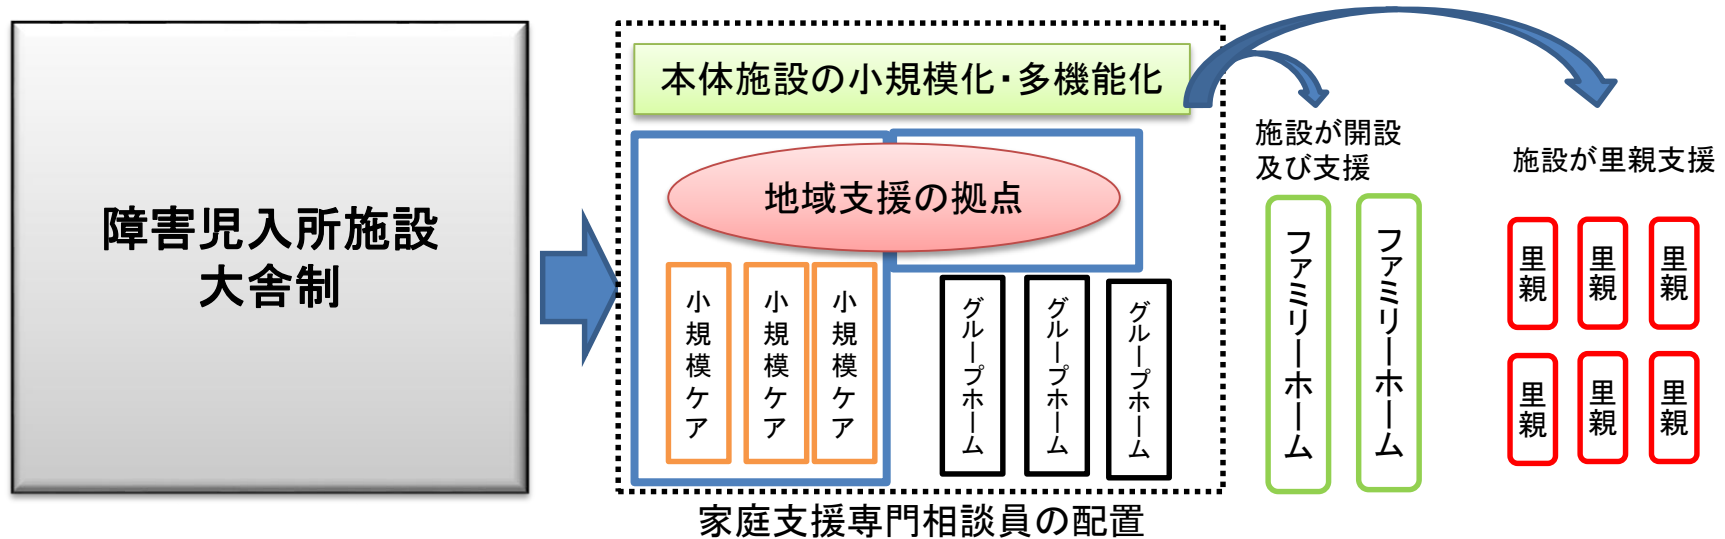 障害児入所施設
大舎制
本体施設の小規模化・多機能化
地域支援の拠点
小規模ケア
小規模ケア
小規模ケア
グループホーム
グループホーム
グループホーム
家庭支援専門相談員の配置
施設が開設
及び支援
ファミリーホーム
ファミリーホーム
施設が里親支援
里親
里親
里親
里親
里親
里親